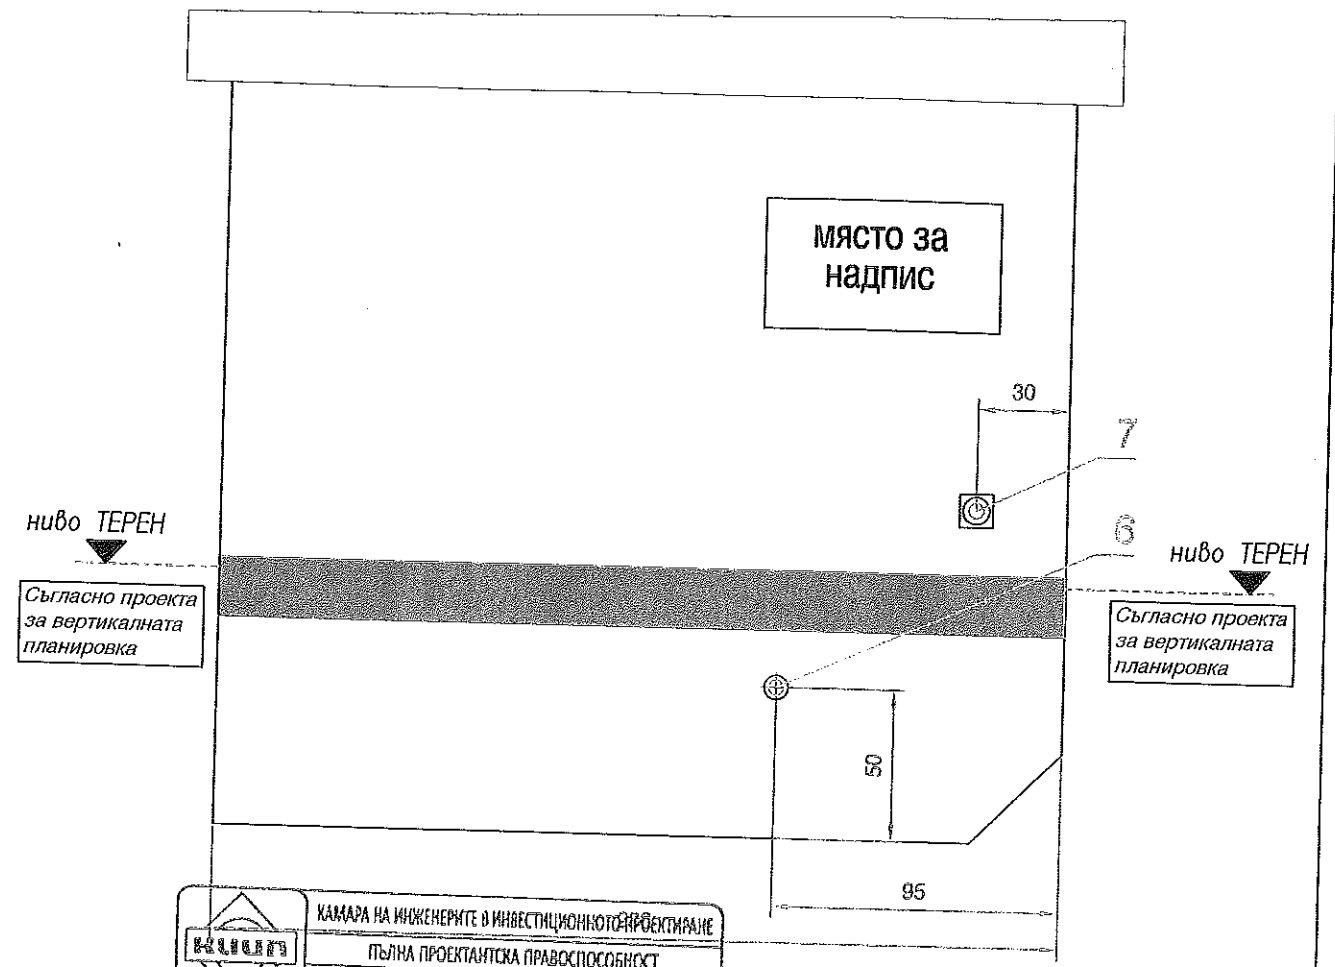 място за
надпис
30
7
ниво ТЕРЕН
6
ниво ТЕРЕН
Съгласно проекта
за вертикалната
планировка
Съгласно проекта
за вертикалната
планировка
50
95
КАМАРА НА ИНЖЕНЕРИТЕ В ИНВЕСТИЦИОННОТО ПРОЕКТИРАНЕ
КИИП
ПЪЛНА ПРОЕКТАНТСКА ПРАВОСПОСОБНОСТ